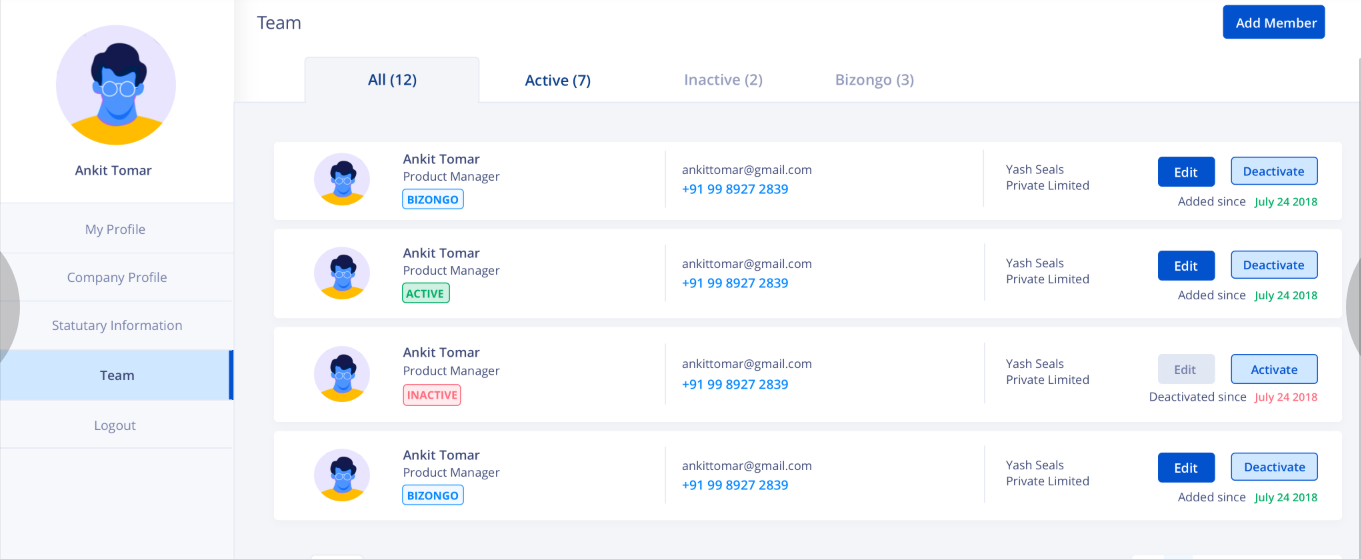 Team
Add Member
All (12)
Active (7)
Inactive (2)
Bizongo (3)
Ankit Tomar
My Profile
Company Profile
Statutary Information
Team
Logout
Ankit Tomar
Product Manager
BIZONGO
ankittomar@gmail.com
+91 99 8927 2839
Yash Seals
Private Limited
Edit
Deactivate
Added since July 24 2018
Ankit Tomar
Product Manager
ACTIVE
ankittomar@gmail.com
+91 99 8927 2839
Yash Seals
Private Limited
Edit
Deactivate
Added since July 24 2018
Ankit Tomar
Product Manager
INACTIVE
ankittomar@gmail.com
+91 99 8927 2839
Yash Seals
Private Limited
Edit
Activate
Deactivated since July 24 2018
Ankit Tomar
Product Manager
BIZONGO
ankittomar@gmail.com
+91 99 8927 2839
Yash Seals
Private Limited
Edit
Deactivate
Added since July 24 2018